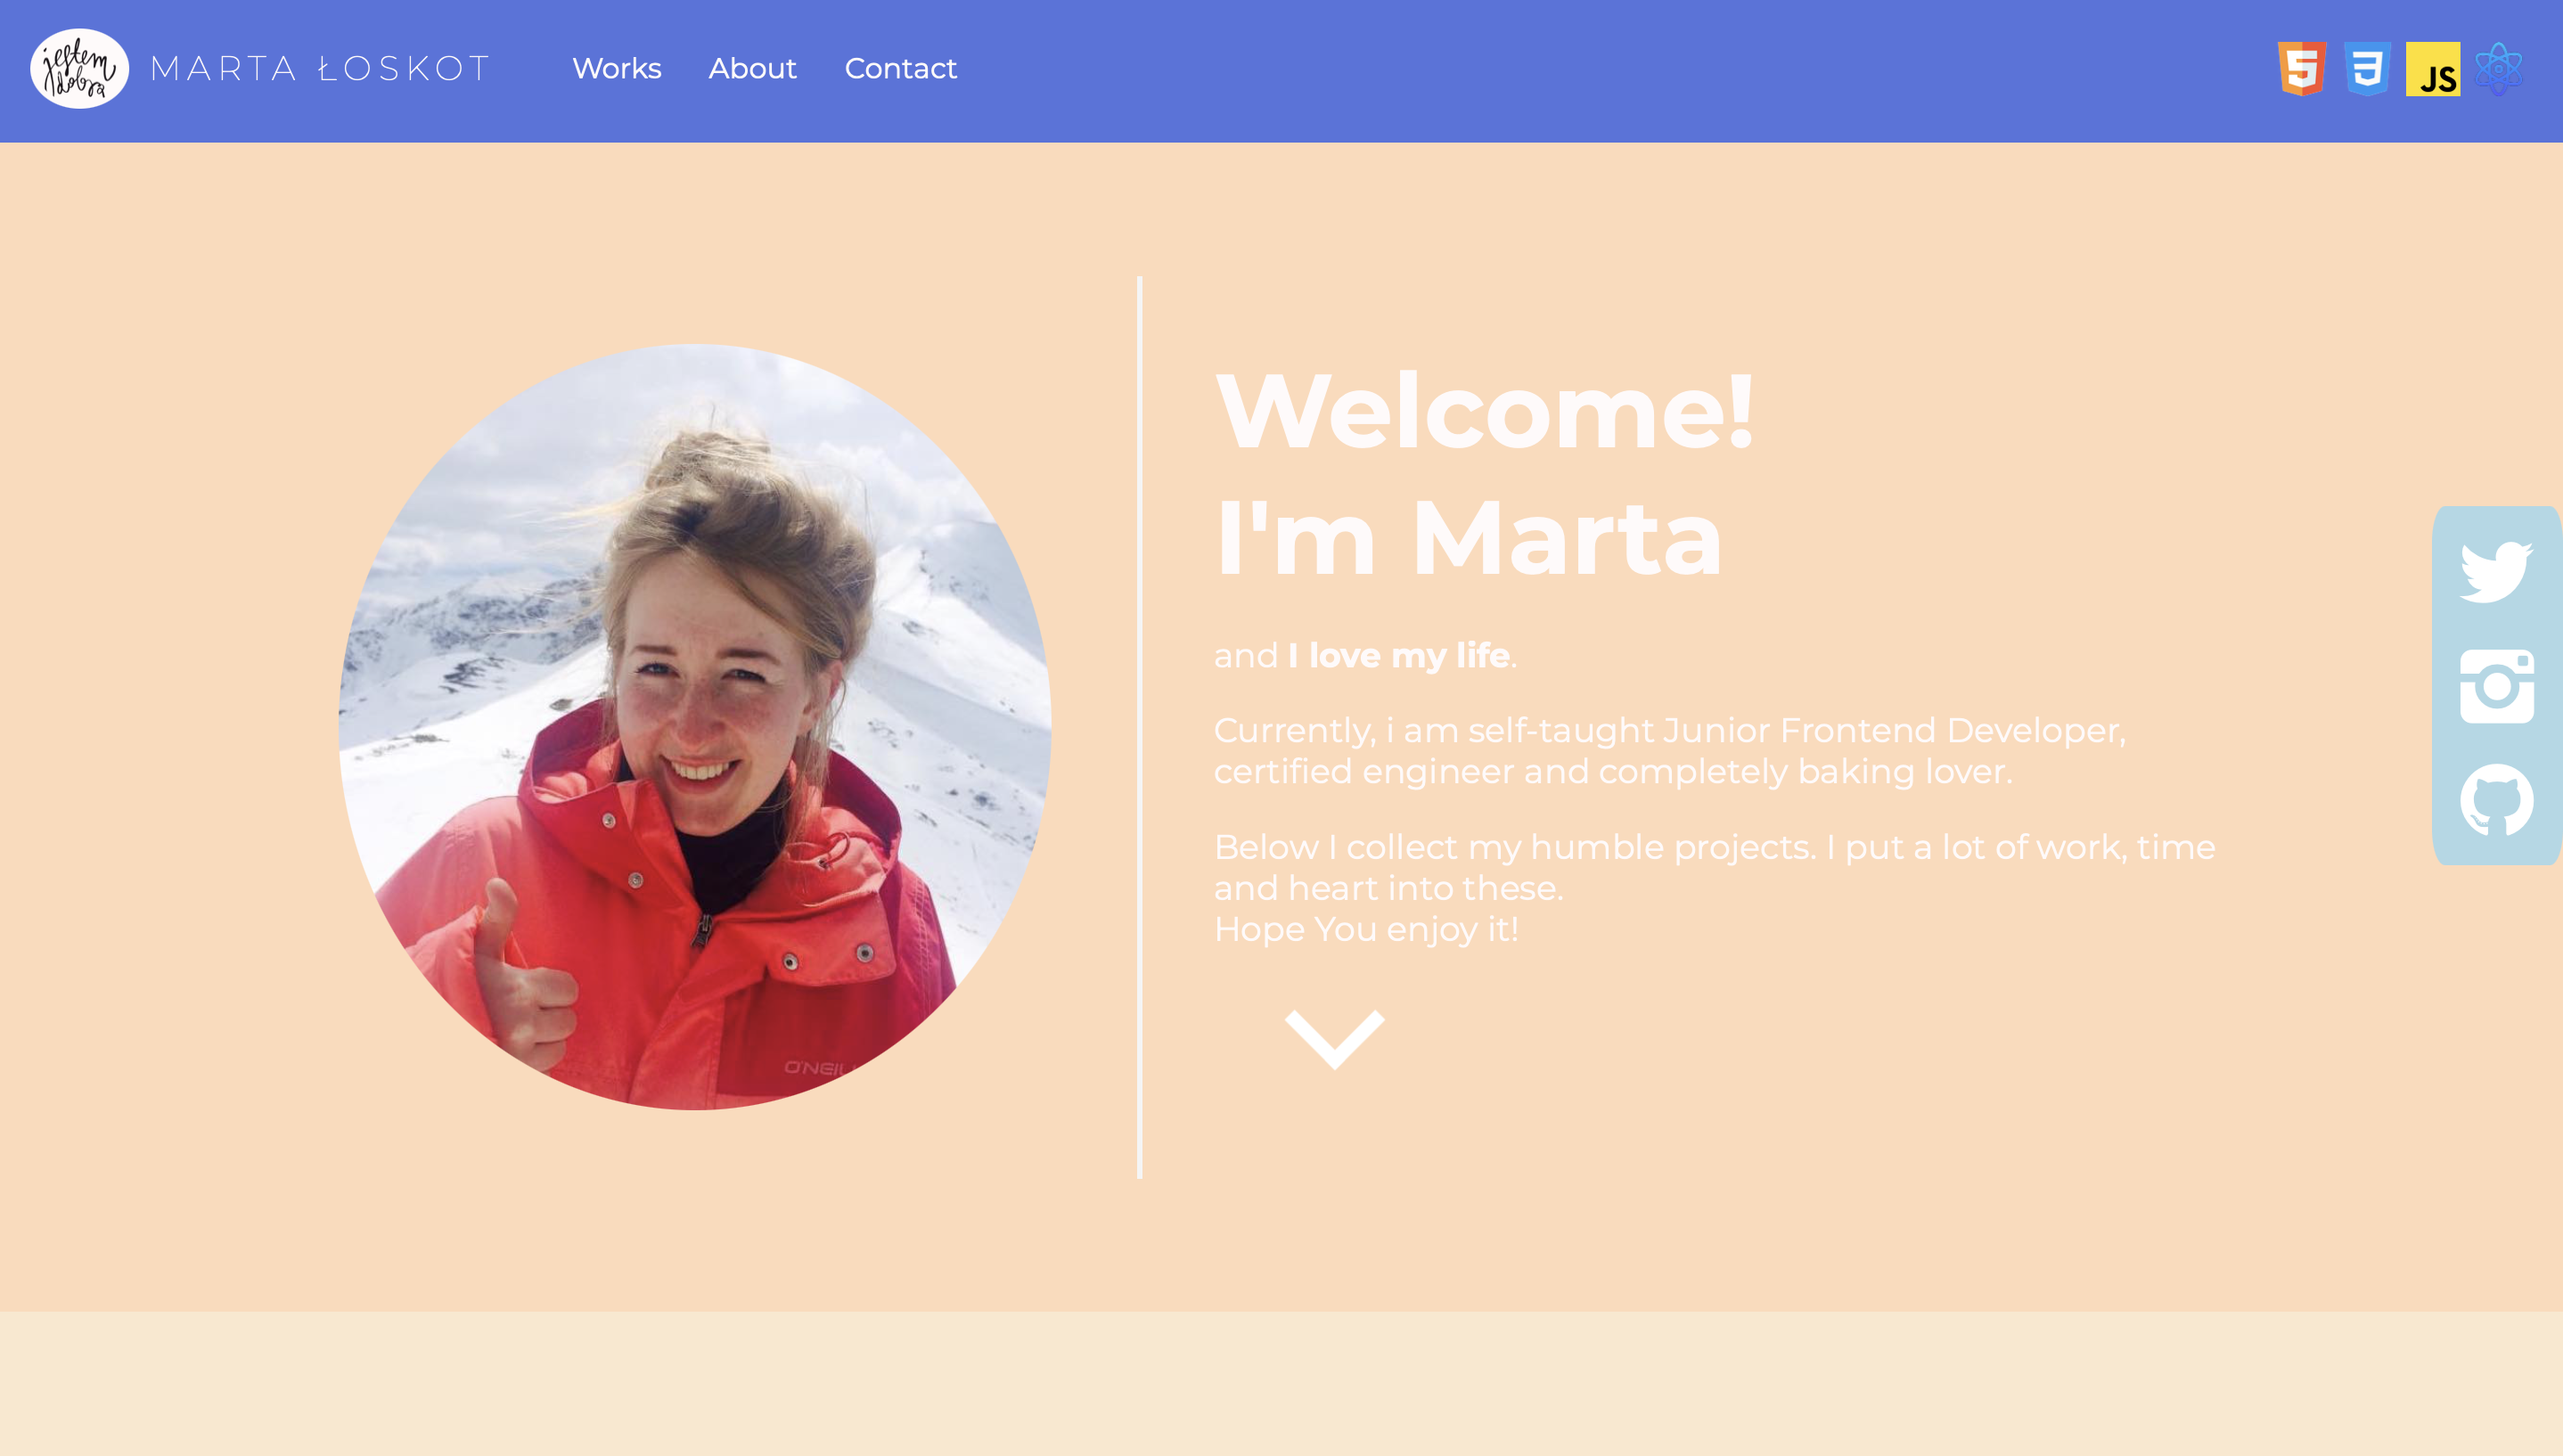 jestem
dobra
MARTA ŁOSKOT
Works
About
Contact
5
3
JS
Welcome!
I'm Marta
and I love my life.
Currently, i am self-taught Junior Frontend Developer,
certified engineer and completely baking lover.
Below I collect my humble projects. I put a lot of work, time
and heart into these.
Hope You enjoy it!
O'NEILL